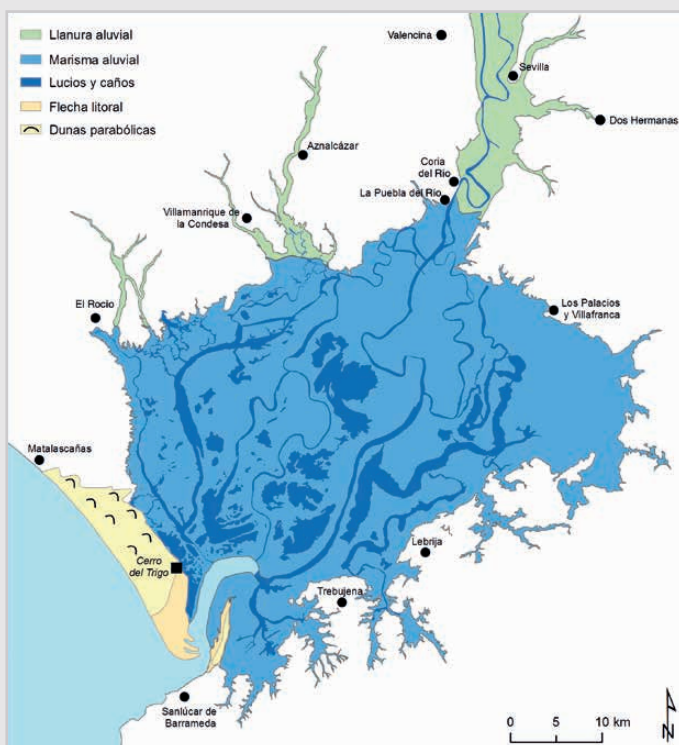 Llanura aluvial
Marisma aluvial
Lucios y caños
Flecha litoral
Dunas parabólicas
Valencina
Sevilla
Dos Hermanas
Aznalcázar
Coria
del Río
La Puebla del Río
Villamanrique de
la Condesa
El Rocío
Los Palacios
y Villafranca
Matalascañas
Cerro
del Trigo
Lebrija
Trebujena
Sanlúcar de
Barrameda
0 5 10 km
N